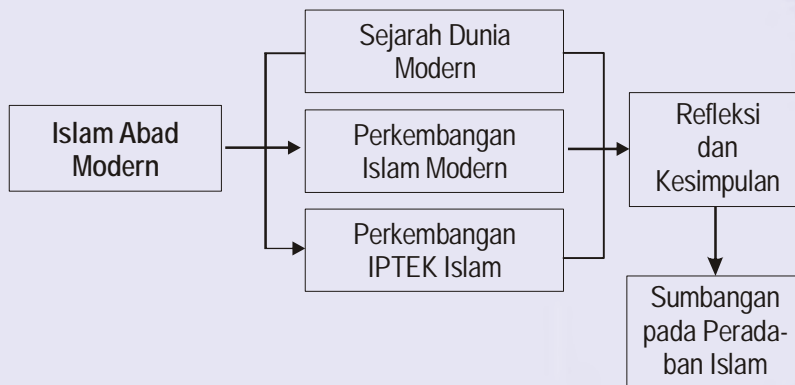 Islam Abad
Modern
Sejarah Dunia
Modern
Perkembangan
Islam Modern
Perkembangan
IPTEK Islam
Refleksi
dan
Kesimpulan
Sumbangan
pada Perada-
ban Islam